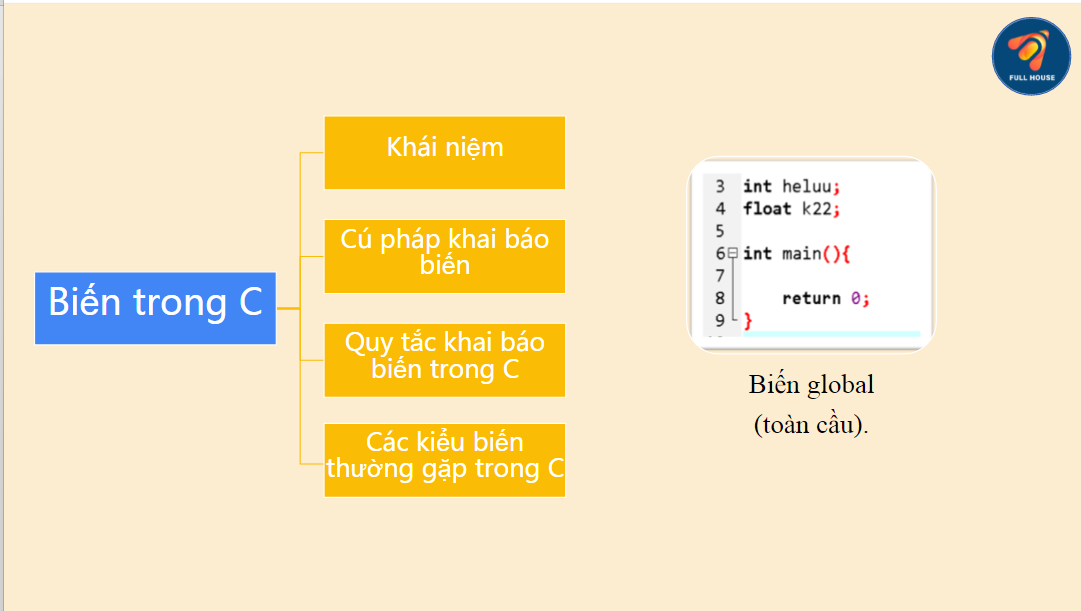 FULL HOUSE
Biến trong C
Khái niệm
Cú pháp khai báo
biến
Quy tắc khai báo
biến trong C
Các kiểu biến
thường gặp trong C
3 int heluu;
4 float k22;
5
6 int main(){
7
8 return 0;
9 }
Biến global
(toàn cầu).